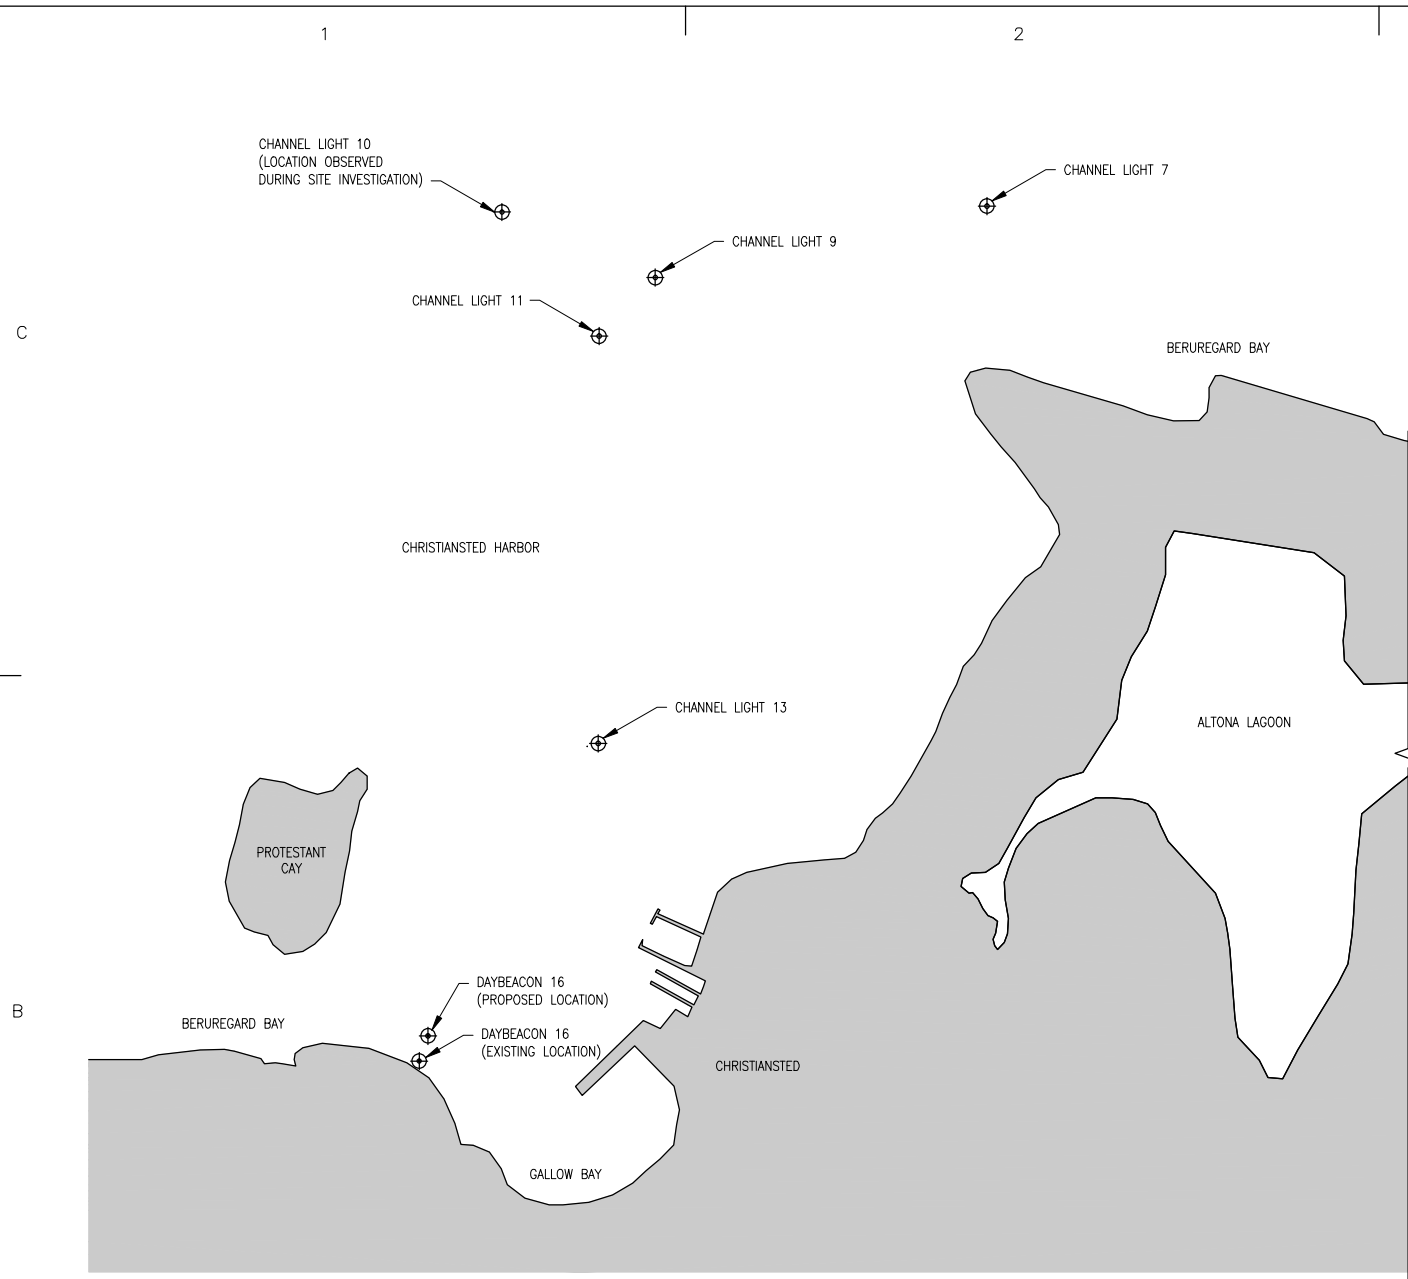 1
2
CHANNEL LIGHT 10
(LOCATION OBSERVED
DURING SITE INVESTIGATION)
CHANNEL LIGHT 7
CHANNEL LIGHT 9
CHANNEL LIGHT 11
C
BERUREGARD BAY
CHRISTIANSTED HARBOR
CHANNEL LIGHT 13
ALTONA LAGOON
PROTESTANT
CAY
DAYBEACON 16
(PROPOSED LOCATION)
B
BERUREGARD BAY
DAYBEACON 16
(EXISTING LOCATION)
CHRISTIANSTED
GALLOW BAY